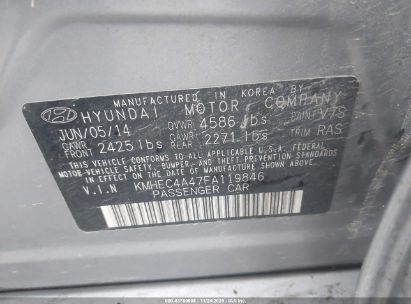 MANUFACTURED IN KOREA BY
HYUNDAI MOTOR COMPANY
JUN/05/14 GVWR 4586 lbs PAINT V7S
GAWR FRONT 2425 lbs GAWR REAR 2271 lbs TRIM RAS
THIS VEHICLE CONFORMS TO ALL APPLICABLE U.S.A. FEDERAL
MOTOR VEHICLE SAFETY, BUMPER, AND THEFT PREVENTION
STANDARDS IN EFFECT ON THE DATE OF MANUFACTURE SHOWN ABOVE.
V.I.N KMHEC4A47FA119846
PASSENGER CAR